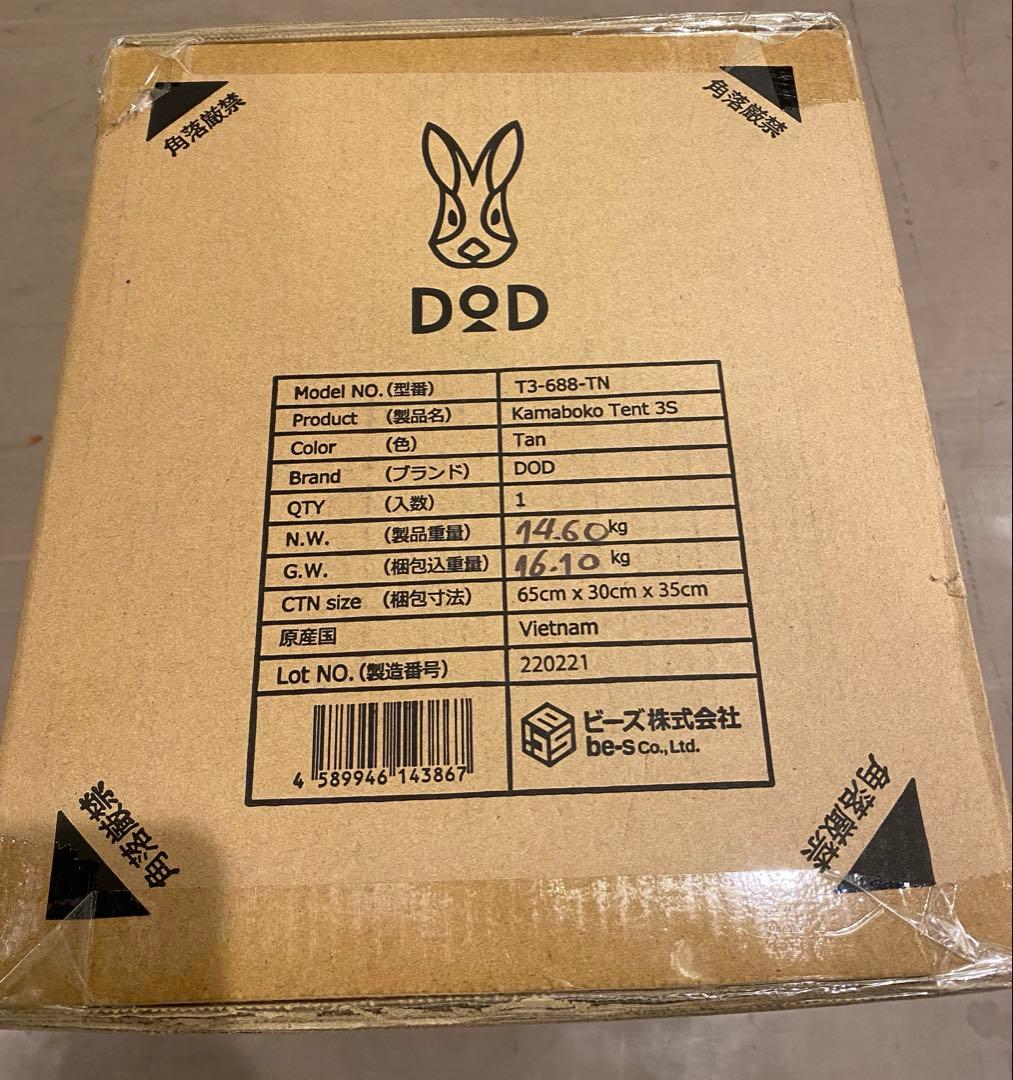 角落厳禁
角落厳禁
DOD
Model NO.(型番) T3-688-TN
Product (製品名) Kamaboko Tent 3S
Color (色) Tan
Brand (ブランド) DOD
QTY (入数) 1
N.W. (製品重量) 14.60kg
G.W. (梱包込重量) 16.10 kg
CTN size (梱包寸法) 65cm x 30cm x 35cm
原産国 Vietnam
Lot NO.(製造番号) 220221
4 589946 143867
ビーズ株式会社
be-s Co., Ltd.
角落厳禁
角落厳禁